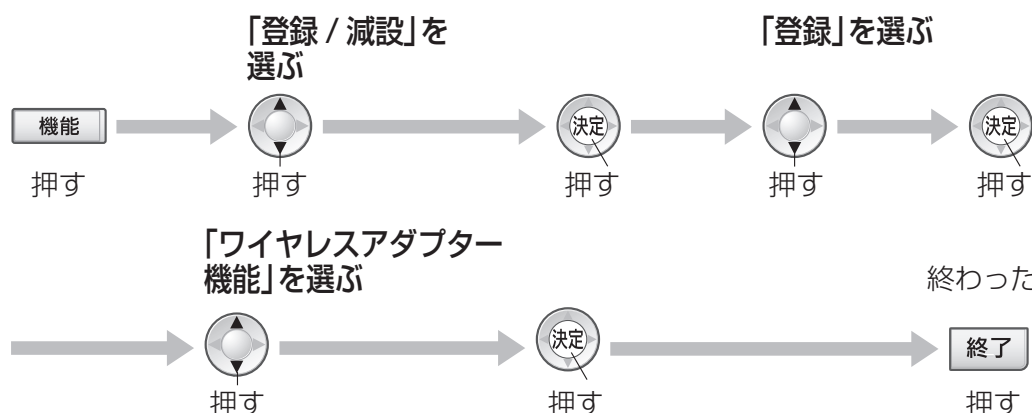 「登録 / 減設」を
選ぶ
「登録」を選ぶ
機能
決定
決定
押す
押す
押す
押す
押す
「ワイヤレスアダプター
機能」を選ぶ
終わった
決定
終了
押す
押す
押す